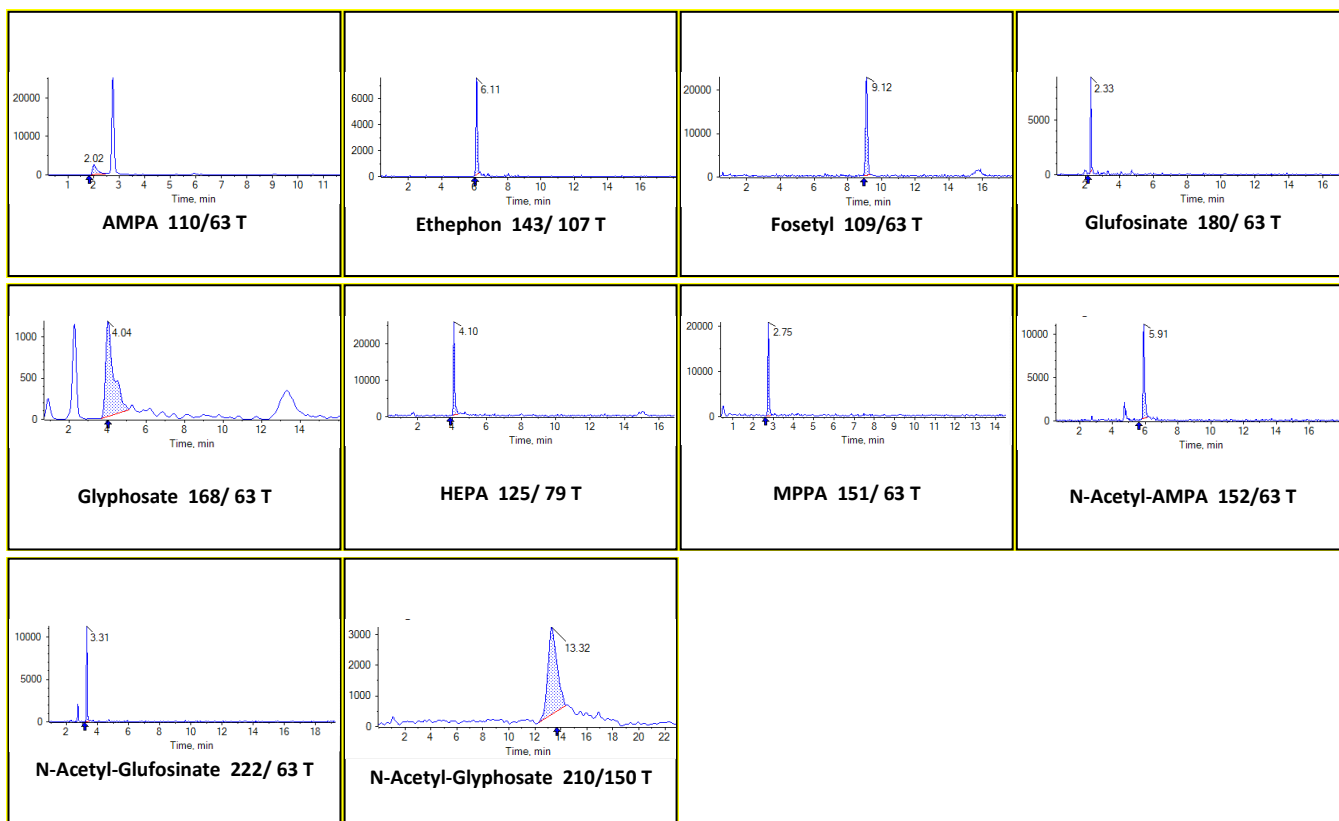 20000
10000
0
2.02
1 2 3 4 5 6 7 8 9 10 11
Time, min
AMPA 110/63 T
6000
4000
2000
0
6.11
2 4 6 8 10 12 14 16
Time, min
Ethephon 143/ 107 T
20000
10000
0
9.12
2 4 6 8 10 12 14 16
Time, min
Fosetyl 109/63 T
5000
0
2.33
2 4 6 8 10 12 14 16
Time, min
Glufosinate 180/ 63 T
1000
500
0
4.04
2 4 6 8 10 12 14
Time, min
Glyphosate 168/ 63 T
20000
10000
0
4.10
2 4 6 8 10 12 14 16
Time, min
HEPA 125/ 79 T
20000
10000
0
2.75
1 2 3 4 5 6 7 8 9 10 11 12 13 14
Time, min
MPPA 151/ 63 T
10000
5000
0
5.91
2 4 6 8 10 12 14 16
Time, min
N-Acetyl-AMPA 152/63 T
10000
5000
0
3.31
2 4 6 8 10 12 14 16 18
Time, min
N-Acetyl-Glufosinate 222/ 63 T
3000
2000
1000
0
13.32
2 4 6 8 10 12 14 16 18 20 22
Time, min
N-Acetyl-Glyphosate 210/150 T